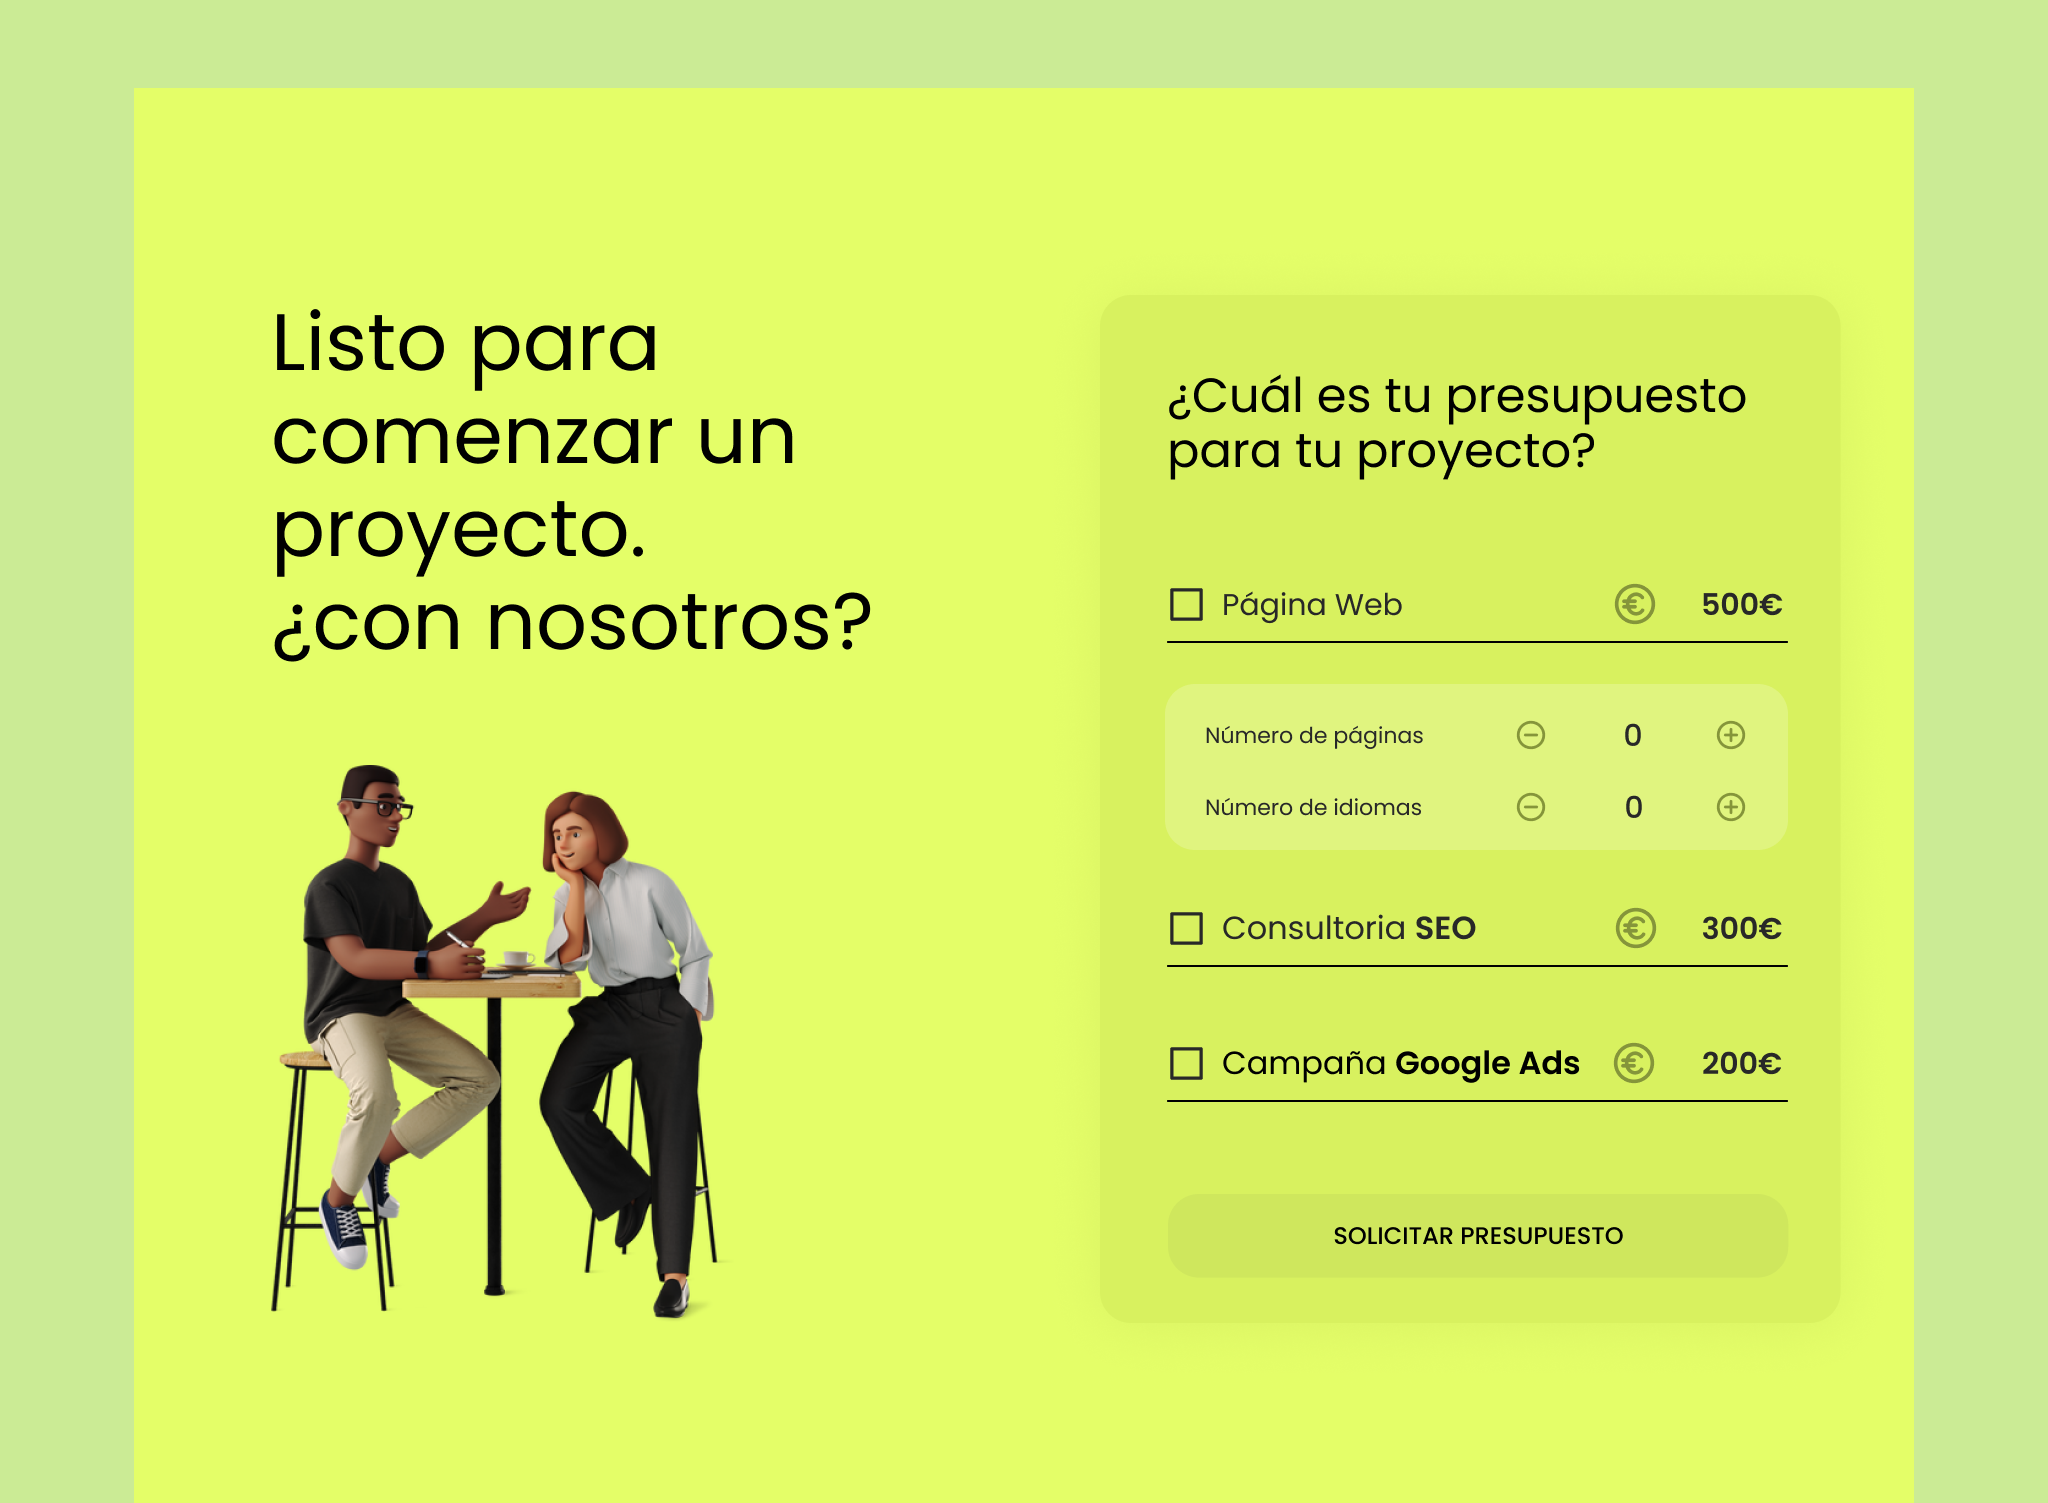 Listo para
comenzar un
proyecto.
¿con nosotros?
¿Cuál es tu presupuesto
para tu proyecto?
Página Web € 500€
Número de páginas 0
Número de idiomas 0
Consultoria SEO € 300€
Campaña Google Ads € 200€
SOLICITAR PRESUPUESTO